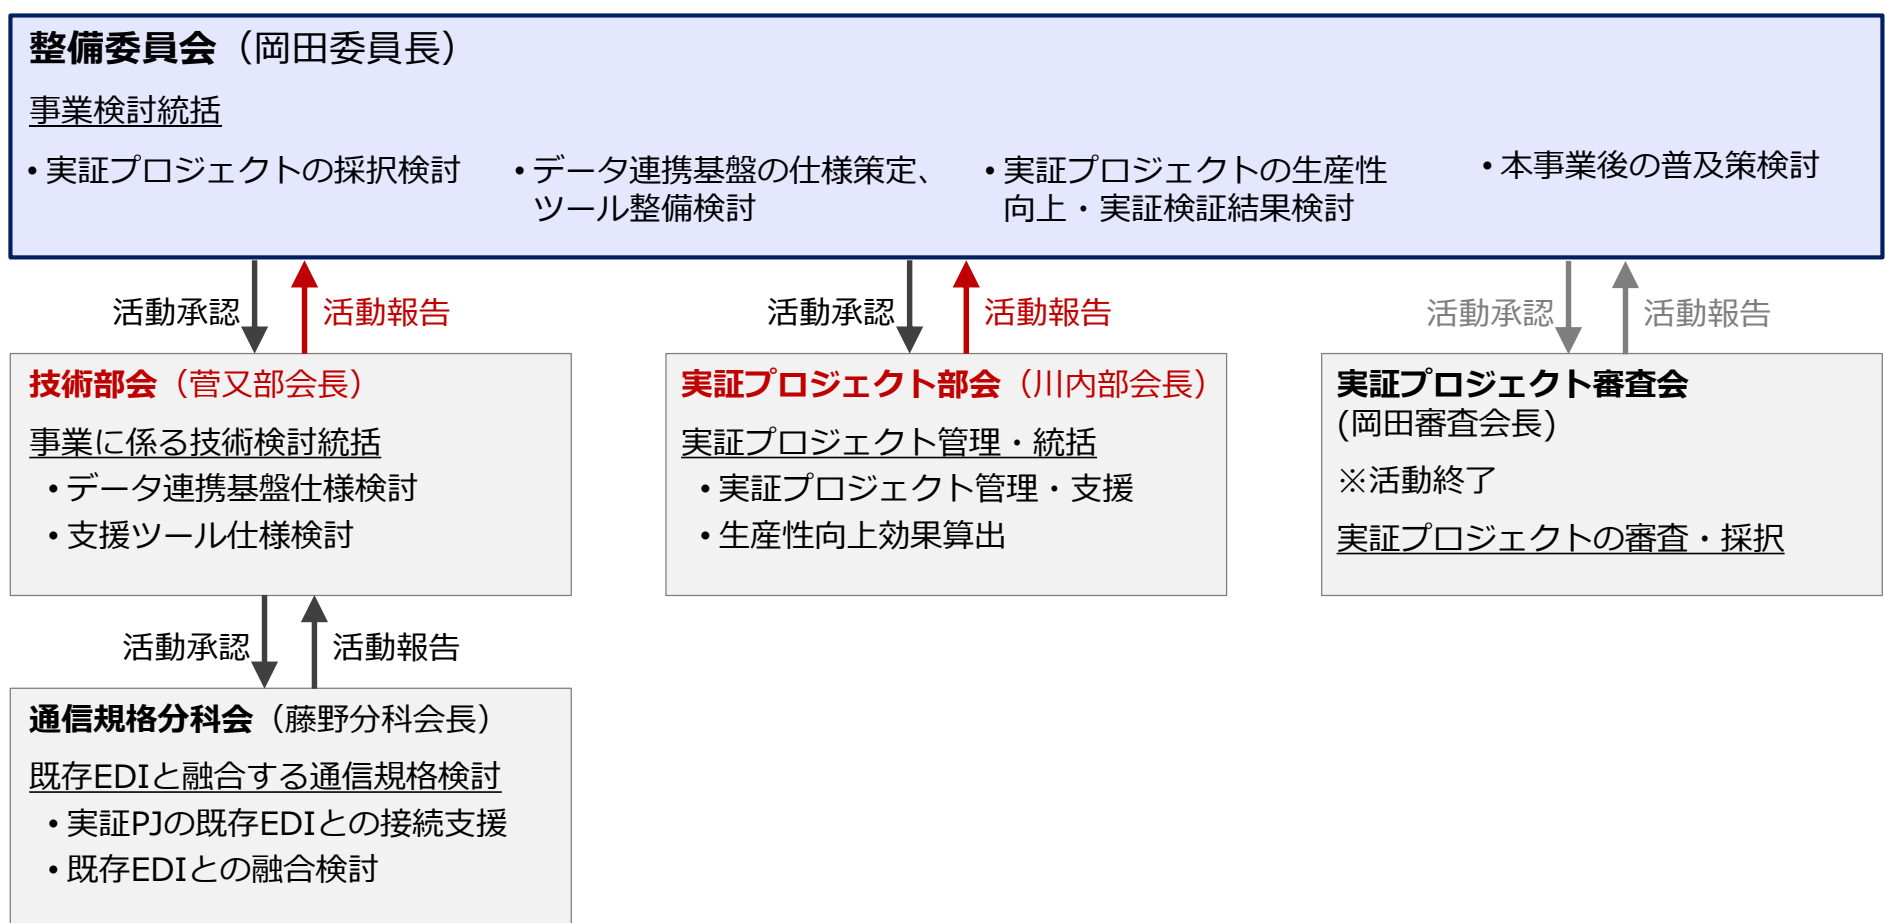 整備委員会（岡田委員長）
事業検討統括
• 実証プロジェクトの採択検討
• データ連携基盤の仕様策定、
ツール整備検討
• 実証プロジェクトの生産性
向上・実証検証結果検討
• 本事業後の普及策検討
活動承認
活動報告
活動承認
活動報告
活動承認
活動報告
技術部会（菅又部会長）
事業に係る技術検討統括
• データ連携基盤仕様検討
• 支援ツール仕様検討
実証プロジェクト部会（川内部会長）
実証プロジェクト管理・統括
• 実証プロジェクト管理・支援
• 生産性向上効果算出
実証プロジェクト審査会
(岡田審査会長)
※活動終了
実証プロジェクトの審査・採択
活動承認
活動報告
通信規格分科会（藤野分科会長）
既存EDIと融合する通信規格検討
• 実証PJの既存EDIとの接続支援
• 既存EDIとの融合検討